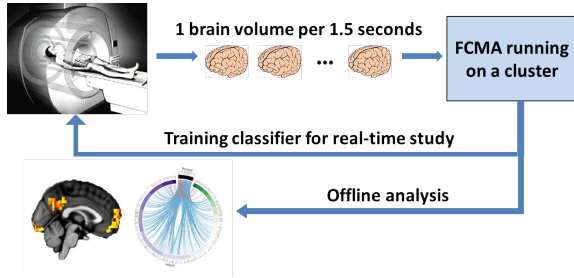 1 brain volume per 1.5 seconds
...
FCMA running
on a cluster
Training classifier for real-time study
Offline analysis